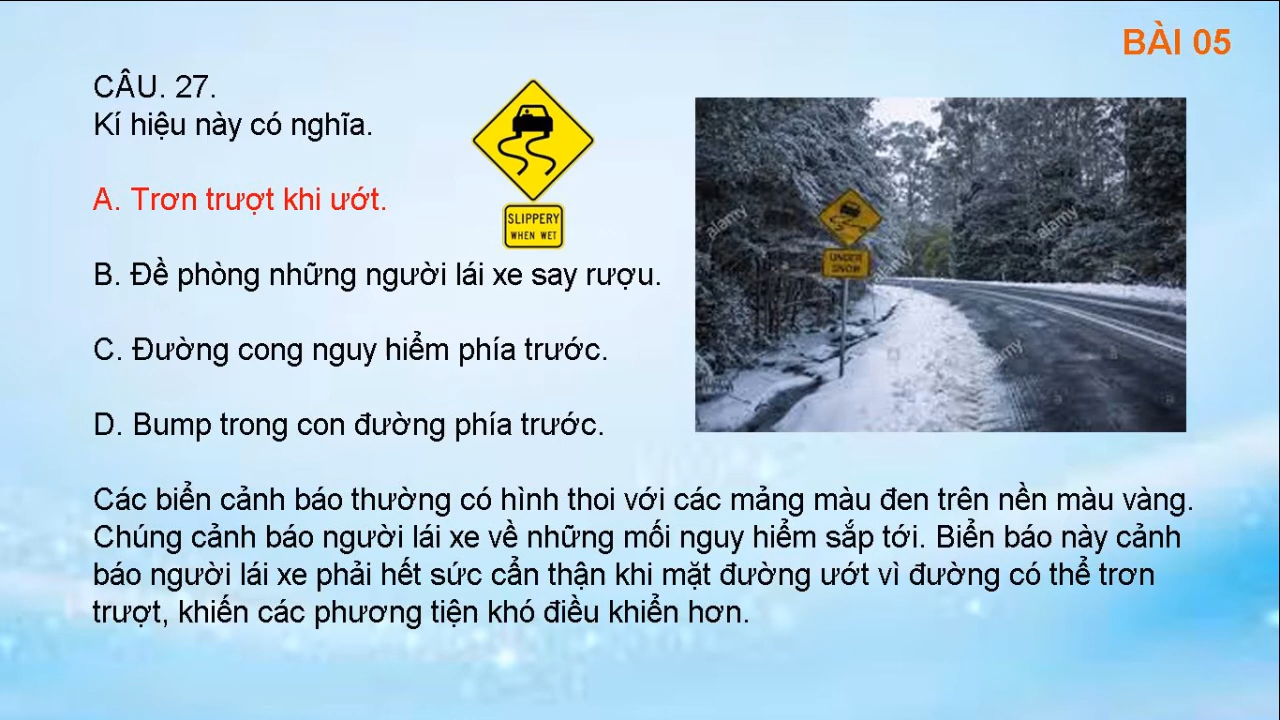 BÀI 05
CÂU. 27.
Kí hiệu này có nghĩa.
A. Trơn trượt khi ướt.
SLIPPERY
WHEN WET
B. Đề phòng những người lái xe say rượu.
C. Đường cong nguy hiểm phía trước.
D. Bump trong con đường phía trước.
alamy
alamy
alamy
UNDER
SNOW
Các biển cảnh báo thường có hình thoi với các mảng màu đen trên nền màu vàng.
Chúng cảnh báo người lái xe về những mối nguy hiểm sắp tới. Biển báo này cảnh
báo người lái xe phải hết sức cẩn thận khi mặt đường ướt vì đường có thể trơn
trượt, khiến các phương tiện khó điều khiển hơn.